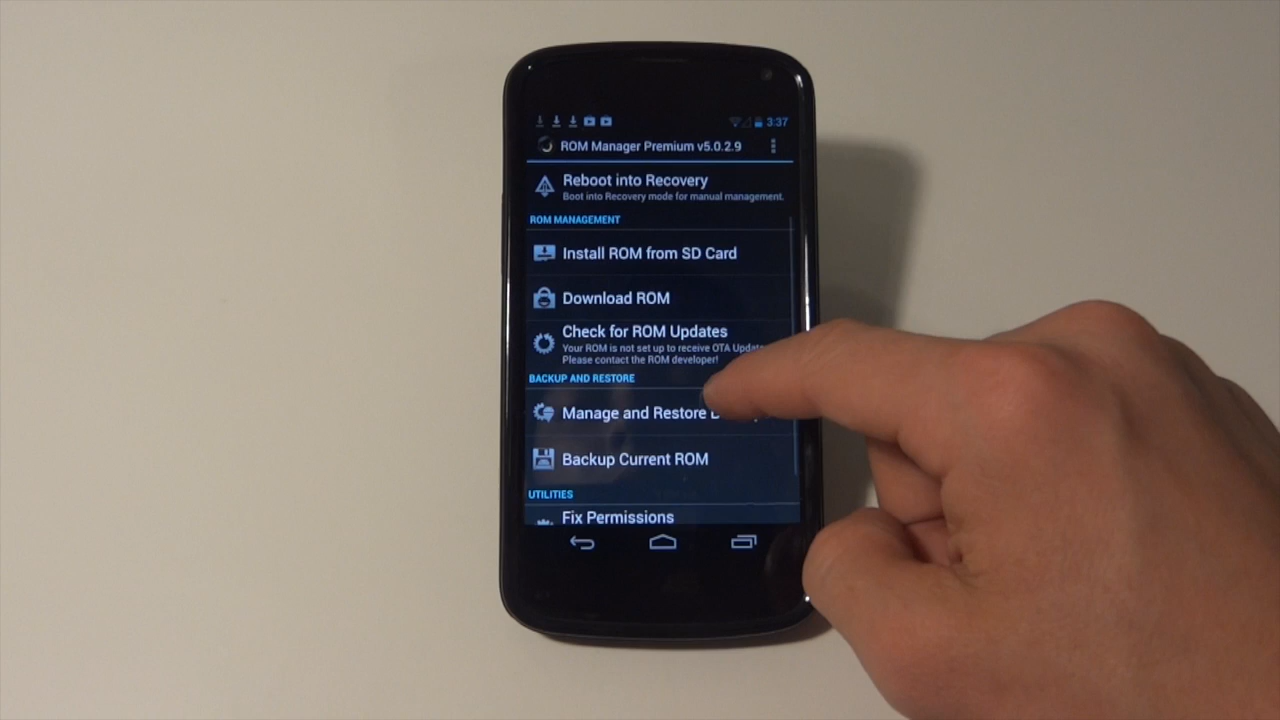 3:37
ROM Manager Premium v5.0.2.9
Reboot into Recovery
Boot into Recovery mode for manual management.
ROM MANAGEMENT
Install ROM from SD Card
Download ROM
Check for ROM Updates
Your ROM is not set up to receive OTA
Please contact the ROM developer!
BACKUP AND RESTORE
Manage and Restore
Backup Current ROM
UTILITIES
Fix Permissions